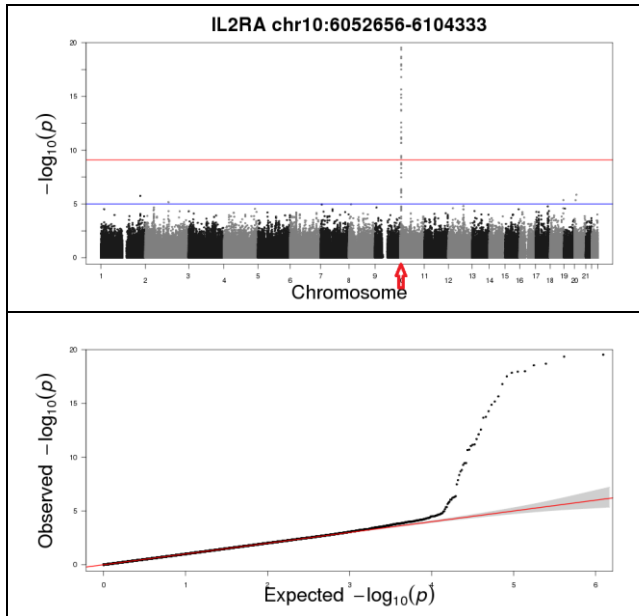 IL2RA chr10:6052656-6104333
−log10(p)
20
15
10
5
0
1 2 3 4 5 6 7 8 9 11 12 13 14 15 16 17 18 19 20 21
Chromosome
Observed −log10(p)
20
15
10
5
0
0 1 2 3 4 5 6
Expected −log10(p)